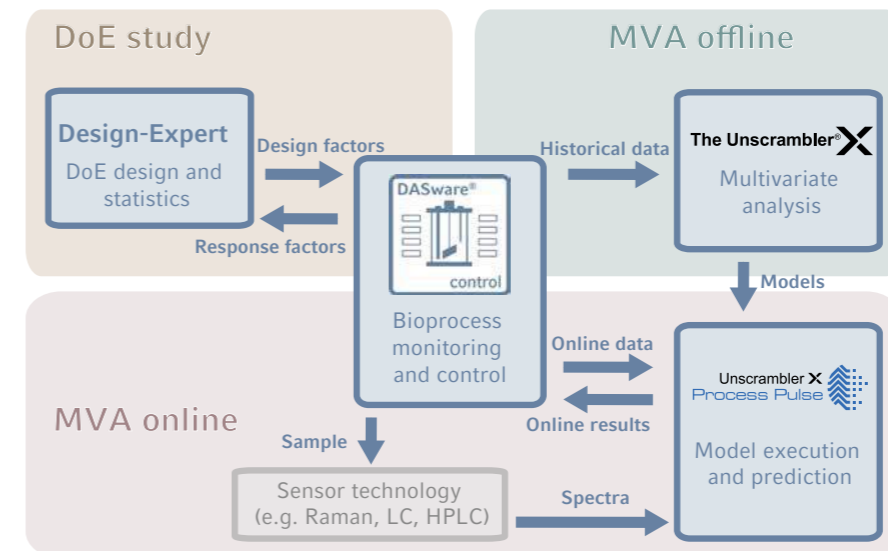 DoE study
MVA offline
Design-Expert
DoE design and
statistics
Design factors
Response factors
DASware®
control
Bioprocess
monitoring
and control
Historical data
The Unscrambler® X
Multivariate
analysis
Models
MVA online
Online data
Online results
Unscrambler X
Process Pulse
Model execution
and prediction
Sample
Sensor technology
(e.g. Raman, LC, HPLC)
Spectra